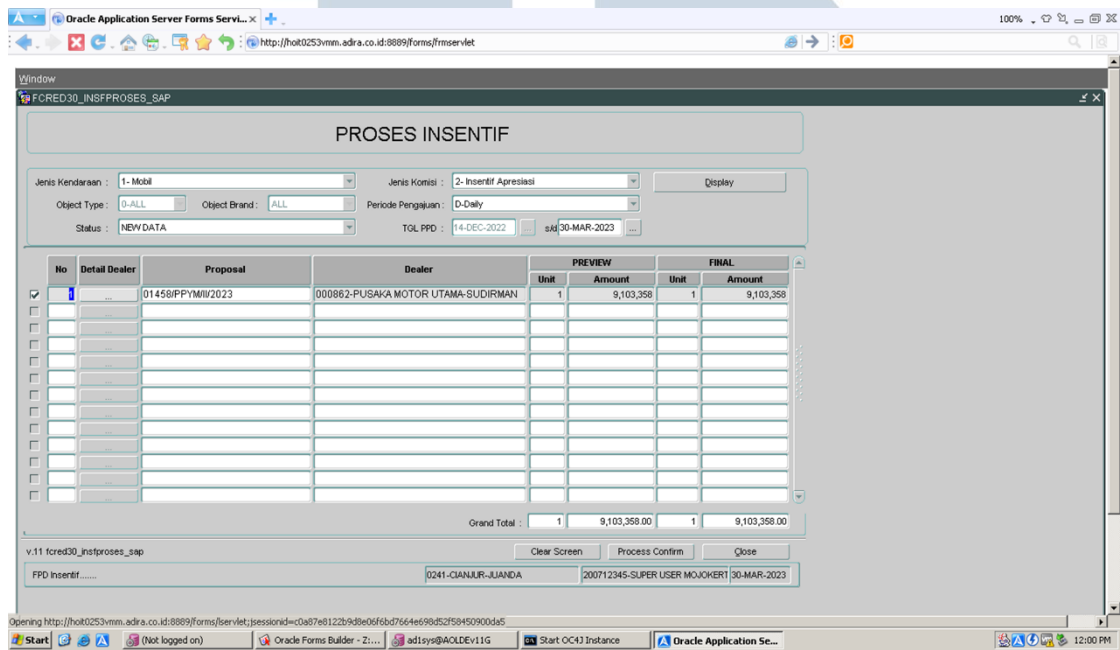 Oracle Application Server Forms Servi... ×
100%
http://hoit0253vmm.adira.co.id:8889/forms/frmservlet
Window
FCRED30_INSFPROSES_SAP
PROSES INSENTIF
Jenis Kendaraan : 1- Mobil Jenis Komisi : 2- Insentif Apresiasi Display
Object Type : 0-ALL Object Brand : ALL Periode Pengajuan : D-Daily
Status : NEW DATA TGL PPD : 14-DEC-2022 ... s/d 30-MAR-2023 ...
No Detail Dealer Proposal Dealer PREVIEW FINAL
Unit Amount Unit Amount
1 ... 01458/PPYM/II/2023 000862-PUSAKA MOTOR UTAMA-SUDIRMAN 1 9,103,358 1 9,103,358
...
...
...
...
...
...
...
...
...
...
...
...
Grand Total : 1 9,103,358.00 1 9,103,358.00
v.11 fcred30_insfproses_sap Clear Screen Process Confirm Close
FPD Insentif....... 0241-CIANJUR-JUANDA 200712345-SUPER USER MOJOKERT 30-MAR-2023
Opening http://hoit0253vmm.adira.co.id:8889/forms/lservlet;jsessionid=c0a87e8122b9d8e06f6bd7664e698d52f58450900da5
Start (Not logged on) Oracle Forms Builder - Z:... ad1sys@AOLDEv11G Start OC4J Instance Oracle Application Se... 12:00 PM